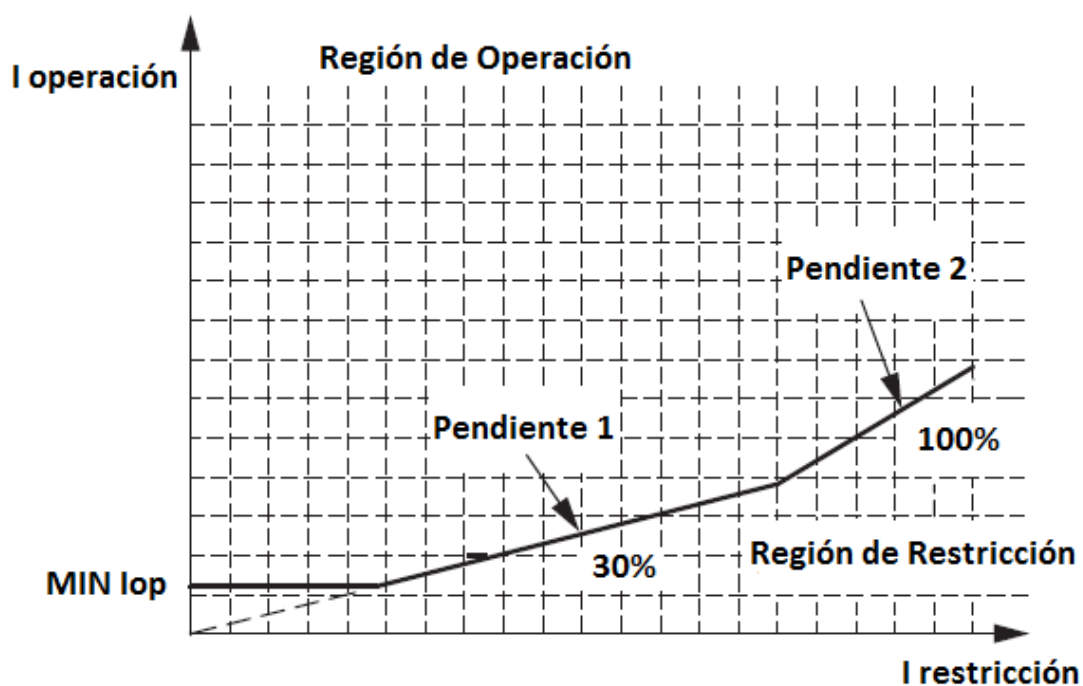 Región de Operación
I operación
Pendiente 2
Pendiente 1
100%
Región de Restricción
30%
MIN Iop
I restricción